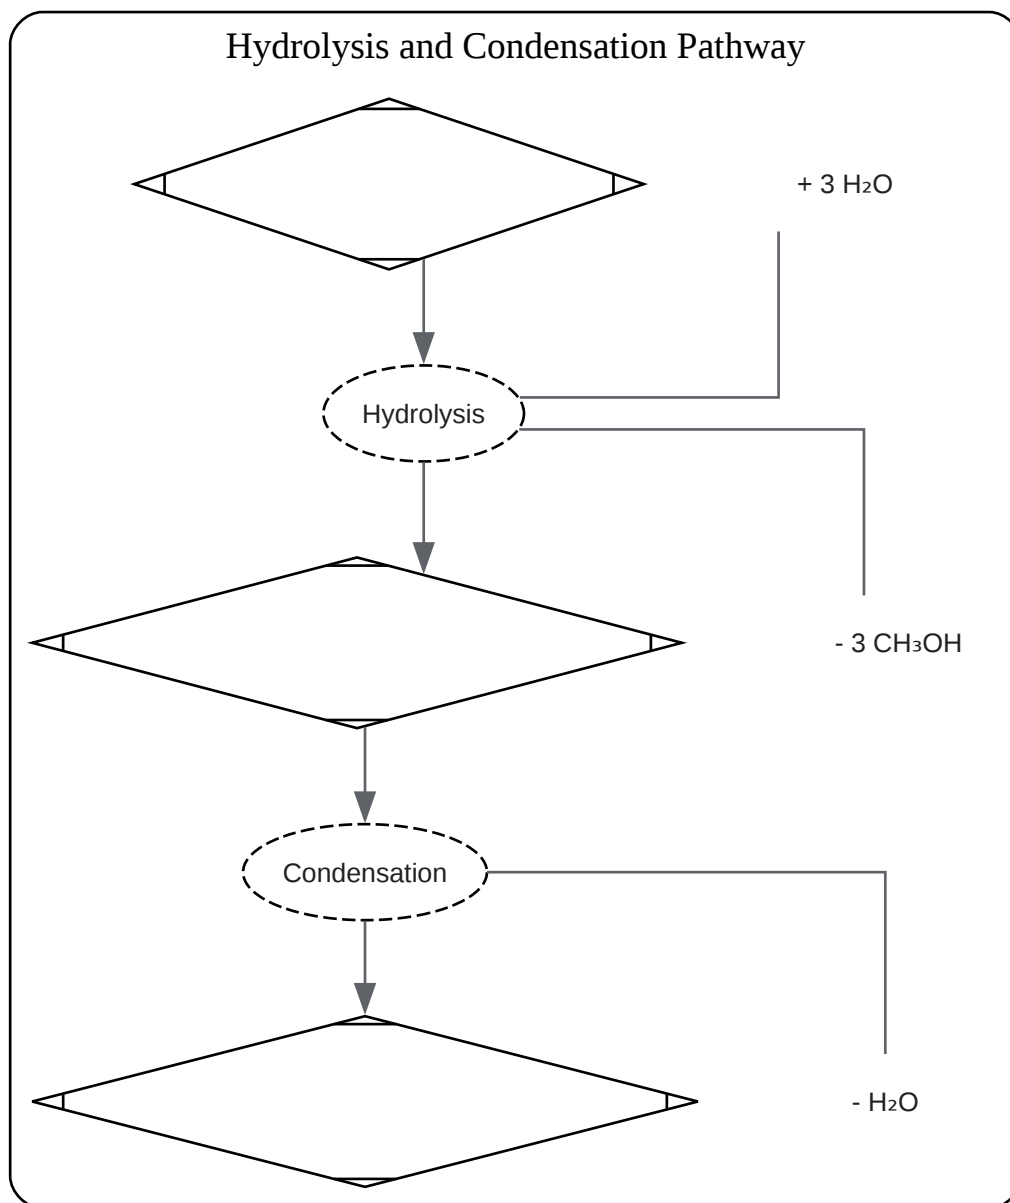 Hydrolysis and Condensation Pathway
+ 3 H₂O
Hydrolysis
- 3 CH₃OH
Condensation
- H₂O